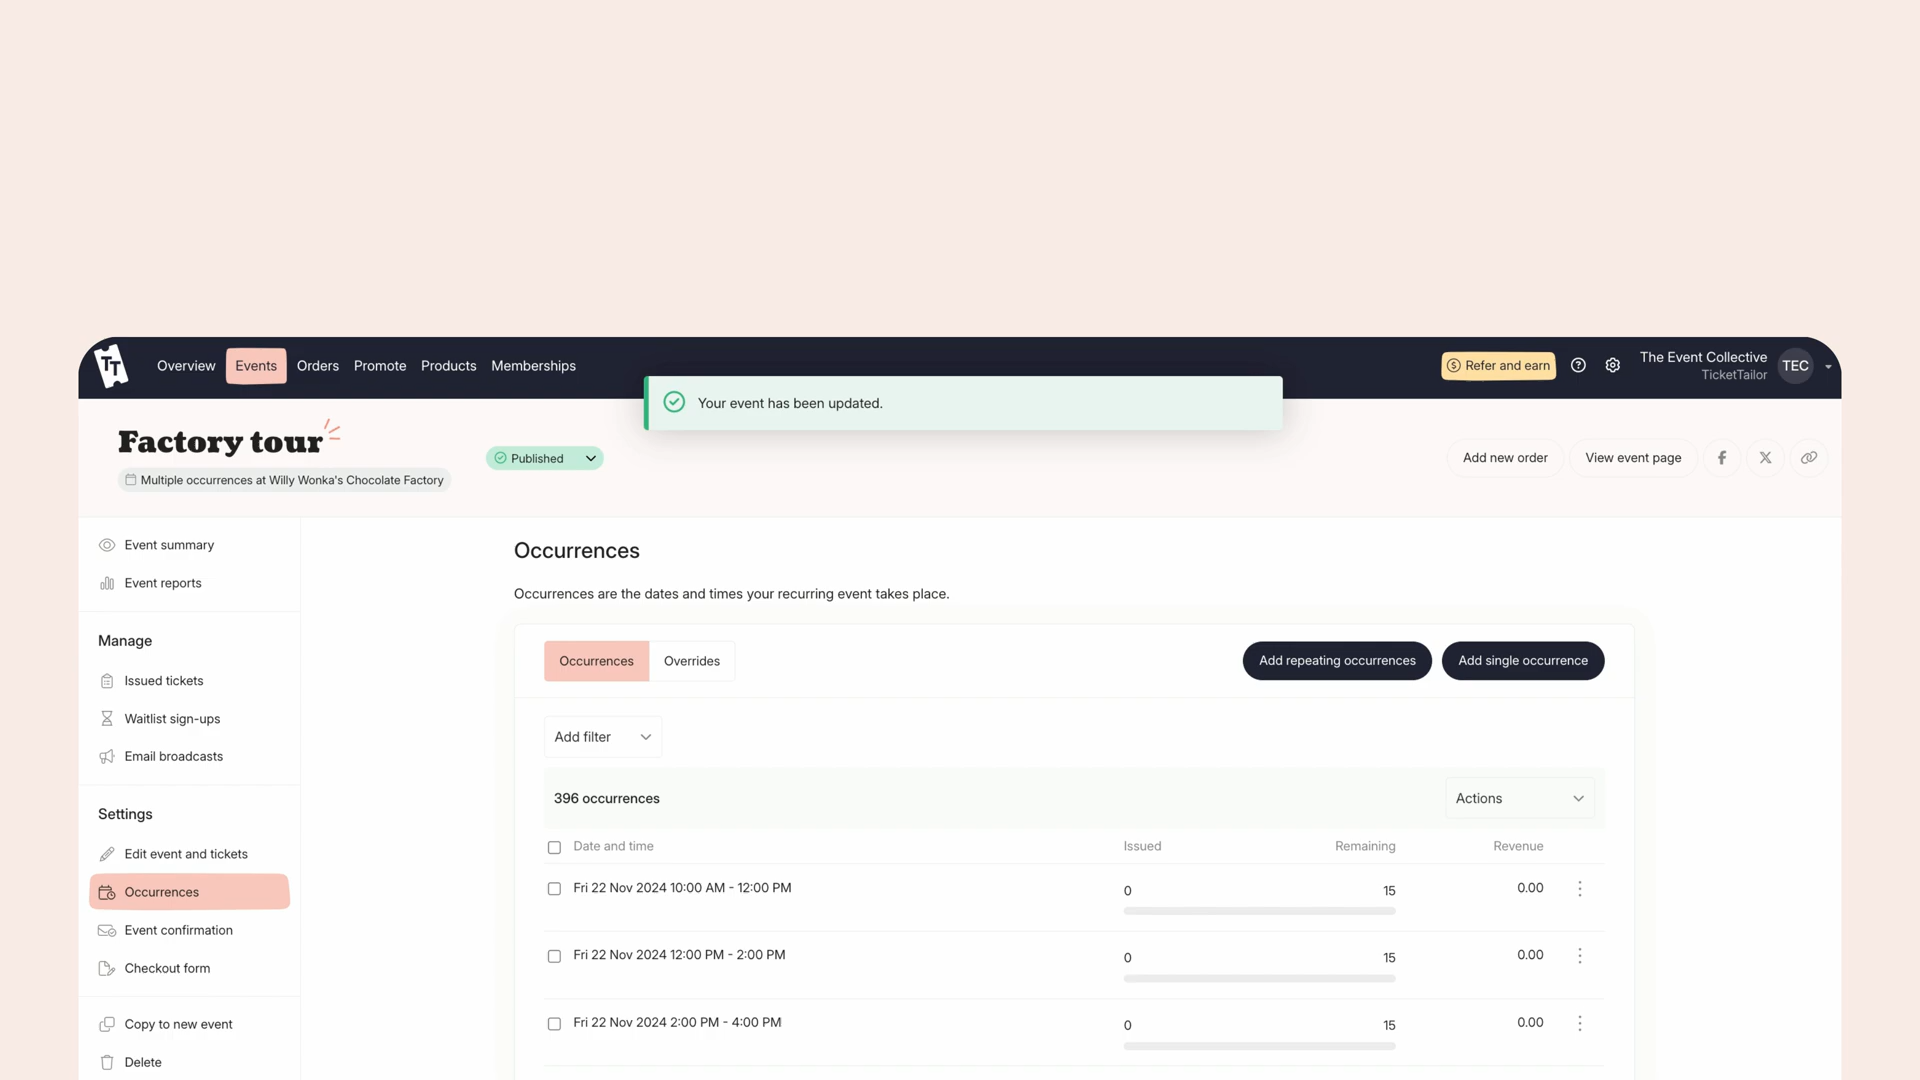 TT
Overview
Events
Orders
Promote
Products
Memberships
Refer and earn
The Event Collective
TicketTailor
TEC
Your event has been updated.
Factory tour
Multiple occurrences at Willy Wonka's Chocolate Factory
Published
Add new order
View event page
Event summary
Event reports
Manage
Issued tickets
Waitlist sign-ups
Email broadcasts
Settings
Edit event and tickets
Occurrences
Event confirmation
Checkout form
Copy to new event
Delete
Occurrences
Occurrences are the dates and times your recurring event takes place.
Occurrences
Overrides
Add repeating occurrences
Add single occurrence
Add filter
396 occurrences
Actions
Date and time
Issued
Remaining
Revenue
Fri 22 Nov 2024 10:00 AM - 12:00 PM
0
15
0.00
Fri 22 Nov 2024 12:00 PM - 2:00 PM
0
15
0.00
Fri 22 Nov 2024 2:00 PM - 4:00 PM
0
15
0.00